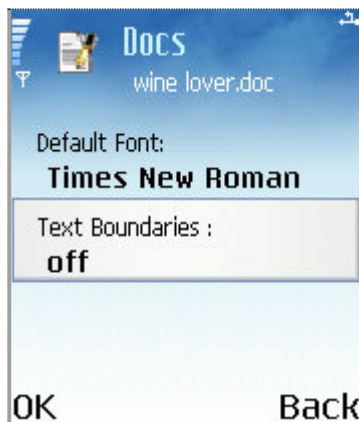 Docs
wine lover.doc
Default Font:
Times New Roman
Text Boundaries :
off
OK Back